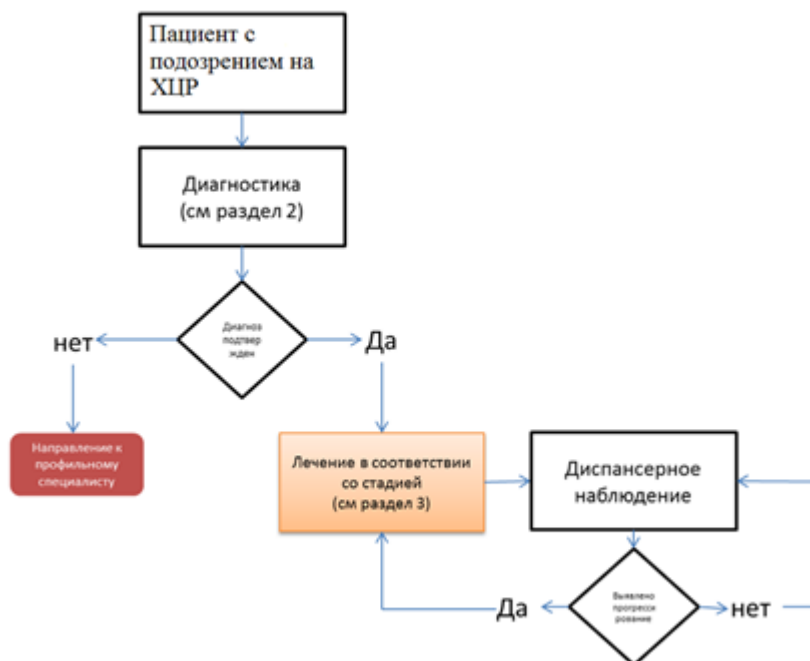 Пациент с
подозрением на
ХЦР
Диагностика
(см раздел 2)
Диагноз
подтвер
жден
нет
Да
Направление к
профильному
специалисту
Лечение в соответствии
со стадией
(см раздел 3)
Диспансерное
наблюдение
Выявлено
прогресси
рование
Да
нет